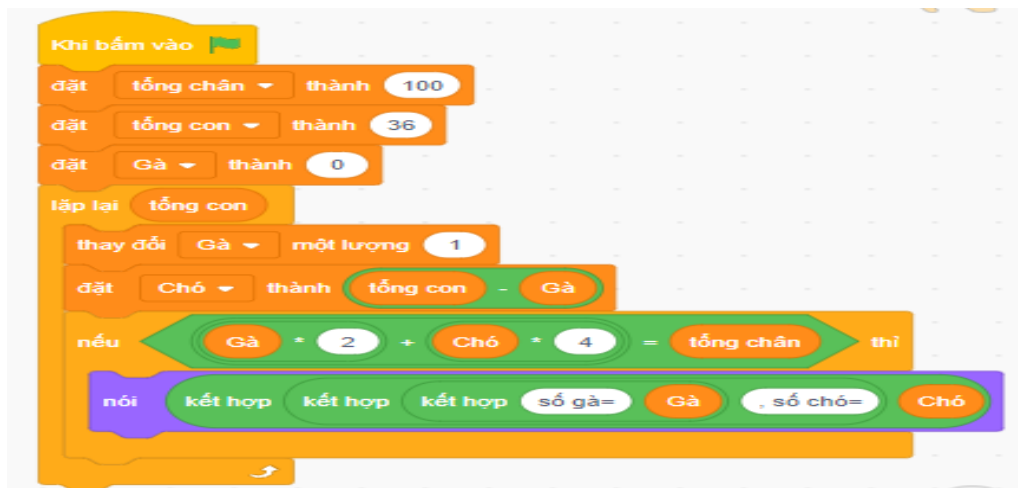 Khi bấm vào
đặt tổng chân thành 100
đặt tổng con thành 36
đặt Gà thành 0
lặp lại tổng con
thay đổi Gà một lượng 1
đặt Chó thành tổng con - Gà
nếu Gà * 2 + Chó * 4 = tổng chân thì
nói kết hợp kết hợp kết hợp số gà= Gà , số chó= Chó